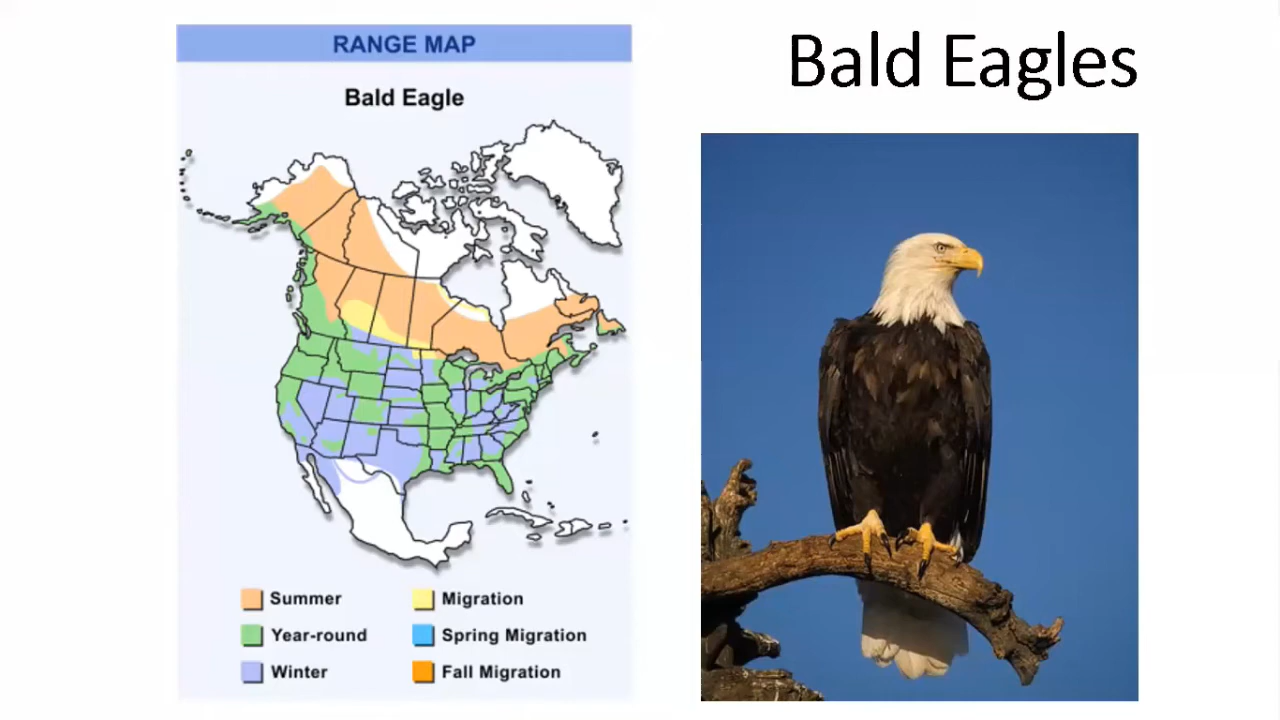 RANGE MAP
Bald Eagle
Summer
Year-round
Winter
Migration
Spring Migration
Fall Migration
Bald Eagles